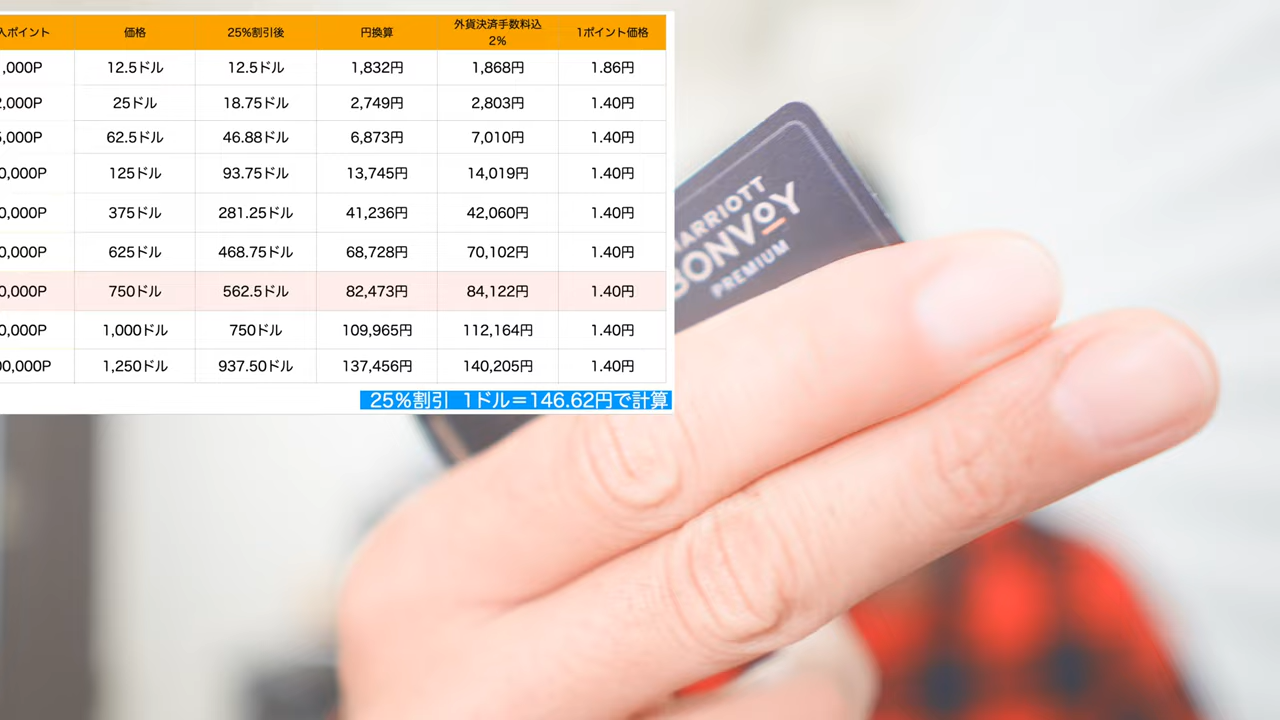 入ポイント 価格 25%割引後 円換算 外貨決済手数料込 2% 1ポイント価格
,000P 12.5ドル 12.5ドル 1,832円 1,868円 1.86円
2,000P 25ドル 18.75ドル 2,749円 2,803円 1.40円
5,000P 62.5ドル 46.88ドル 6,873円 7,010円 1.40円
0,000P 125ドル 93.75ドル 13,745円 14,019円 1.40円
0,000P 375ドル 281.25ドル 41,236円 42,060円 1.40円
0,000P 625ドル 468.75ドル 68,728円 70,102円 1.40円
0,000P 750ドル 562.5ドル 82,473円 84,122円 1.40円
0,000P 1,000ドル 750ドル 109,965円 112,164円 1.40円
00,000P 1,250ドル 937.50ドル 137,456円 140,205円 1.40円
25%割引 1ドル=146.62円で計算
MARRIOTT
BONVOY
PREMIUM